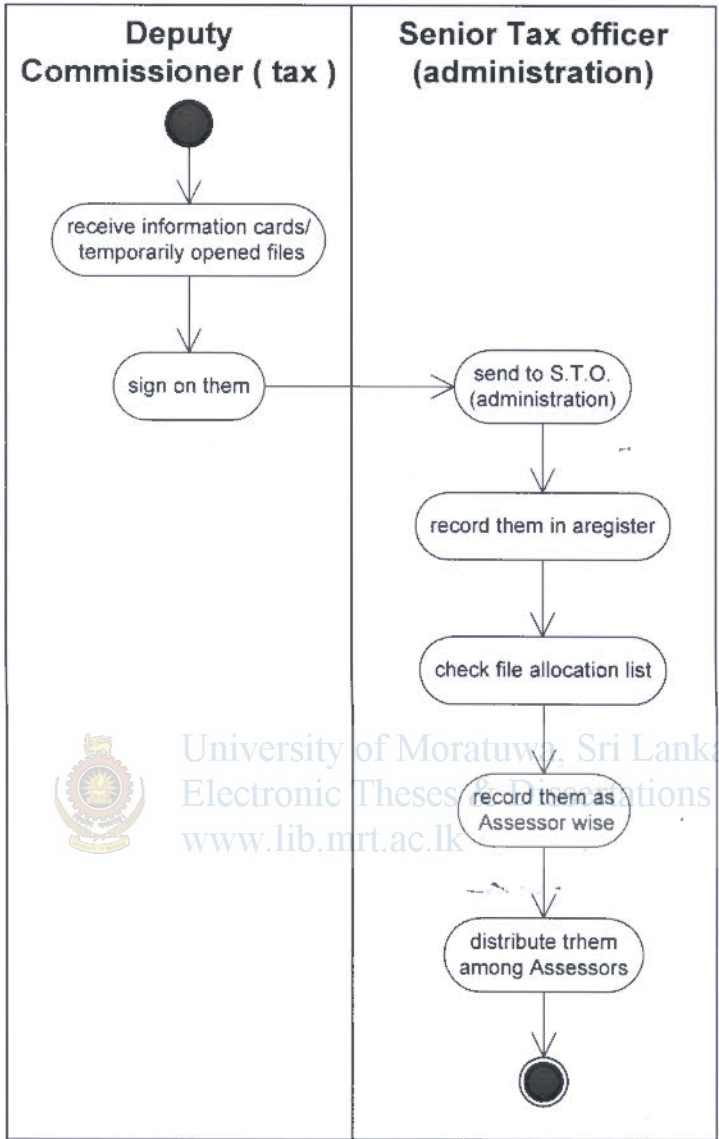 Deputy
Commissioner ( tax )
Senior Tax officer
(administration)
receive information cards/
temporarily opened files
sign on them
send to S.T.O.
(administration)
record them in aregister
check file allocation list
University of Moratuwa, Sri Lanka
Electronic Theses & Dissertations
www.lib.mrt.ac.lk
record them as
Assessor wise
distribute trhem
among Assessors